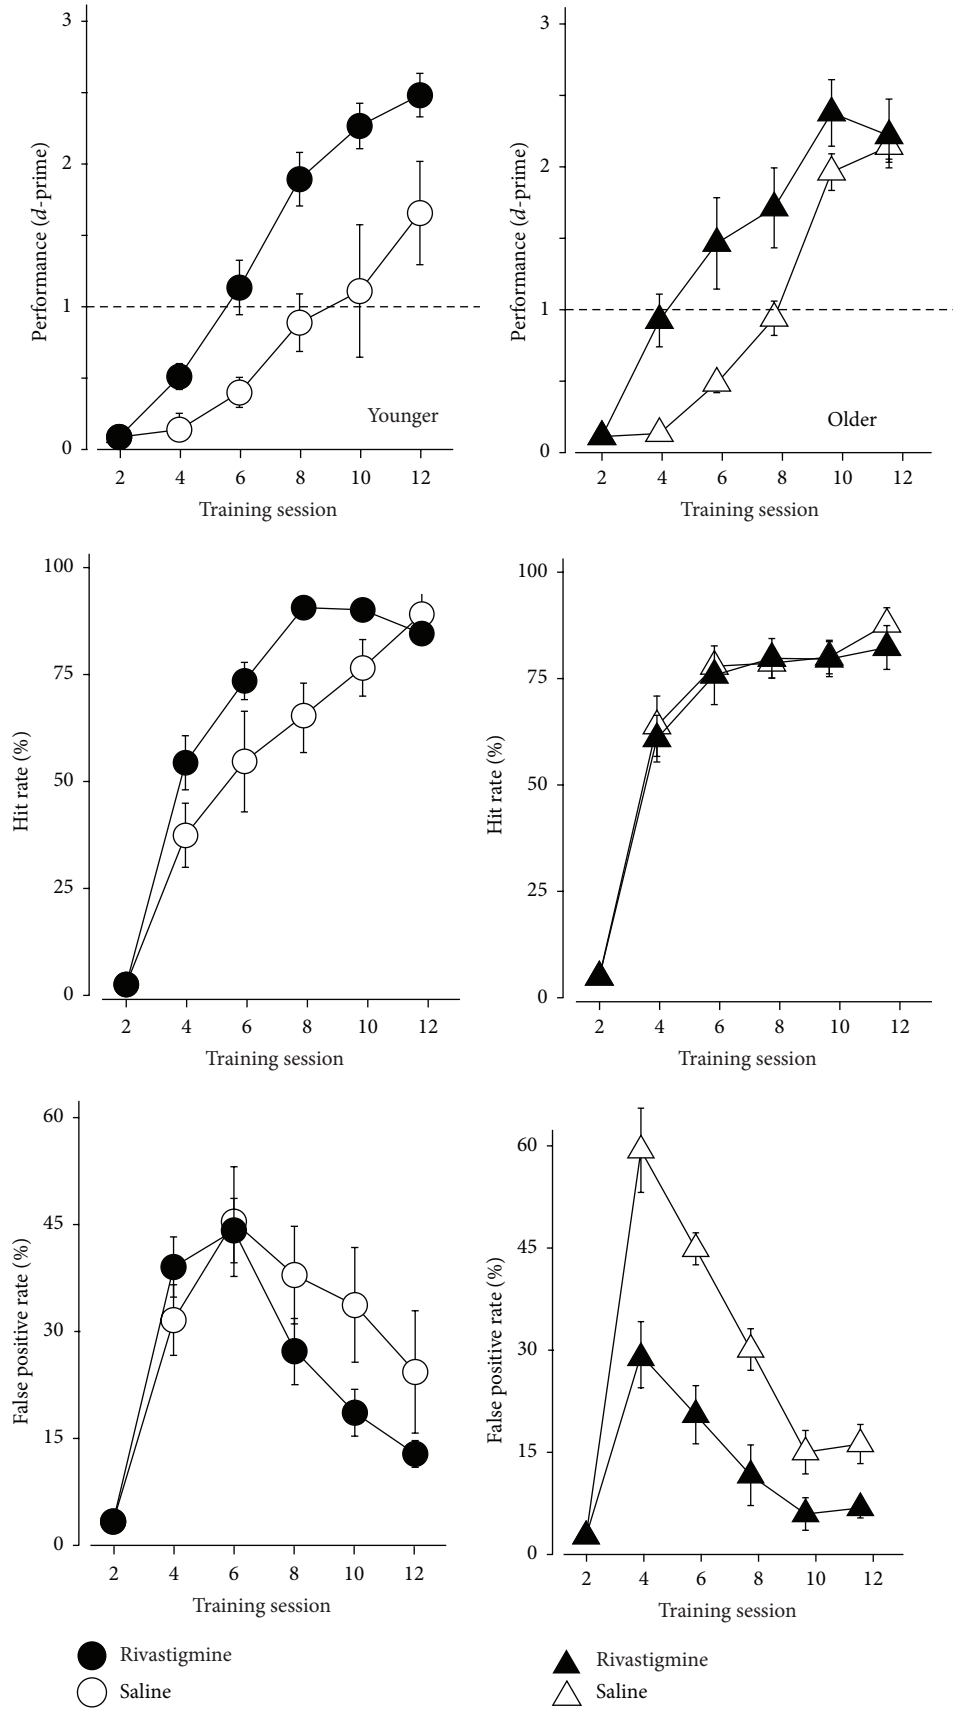 3
2
1
0
Performance (d-prime)
Younger
2 4 6 8 10 12
Training session
3
2
1
0
Performance (d-prime)
Older
2 4 6 8 10 12
Training session
100
75
50
25
0
Hit rate (%)
2 4 6 8 10 12
Training session
100
75
50
25
0
Hit rate (%)
2 4 6 8 10 12
Training session
60
45
30
15
0
False positive rate (%)
2 4 6 8 10 12
Training session
Rivastigmine
Saline
60
45
30
15
0
False positive rate (%)
2 4 6 8 10 12
Training session
Rivastigmine
Saline